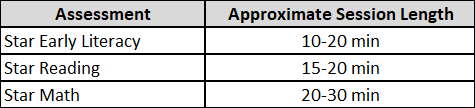 Assessment Approximate Session Length
Star Early Literacy 10-20 min
Star Reading 15-20 min
Star Math 20-30 min